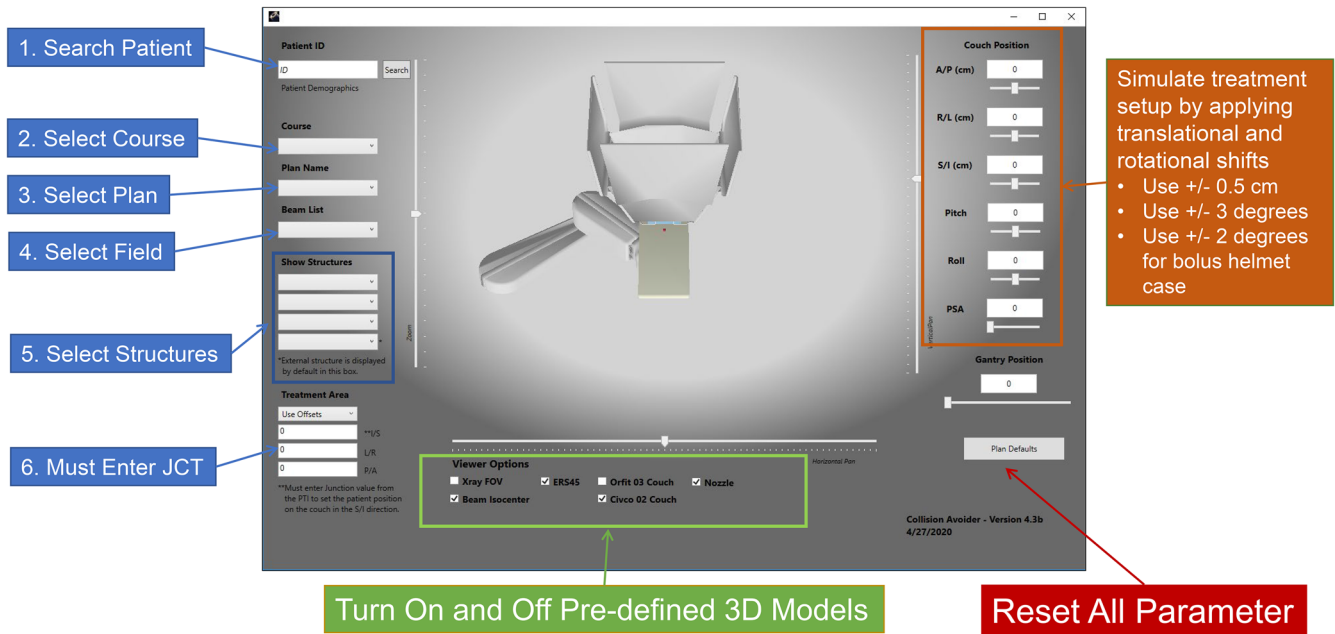 1. Search Patient
2. Select Course
3. Select Plan
4. Select Field
5. Select Structures
6. Must Enter JCT
Patient ID
ID
Search
Patient Demographics
Course
Plan Name
Beam List
Show Structures
*
*External structure is displayed
by default in this box.
Treatment Area
Use Offsets
0
**I/S
0
L/R
0
P/A
**Must enter Junction value from
the PTI to set the patient position
on the couch in the S/I direction.
Zoom
VerticalPan
Horizontal Pan
Viewer Options
Xray FOV
ERS45
Orfit 03 Couch
Nozzle
Beam Isocenter
Civco 02 Couch
Couch Position
A/P (cm)
0
R/L (cm)
0
S/I (cm)
0
Pitch
0
Roll
0
PSA
0
Gantry Position
0
Plan Defaults
Collision Avoider - Version 4.3b
4/27/2020
Simulate treatment
setup by applying
translational and
rotational shifts
• Use +/- 0.5 cm
• Use +/- 3 degrees
• Use +/- 2 degrees
for bolus helmet
case
Turn On and Off Pre-defined 3D Models
Reset All Parameter